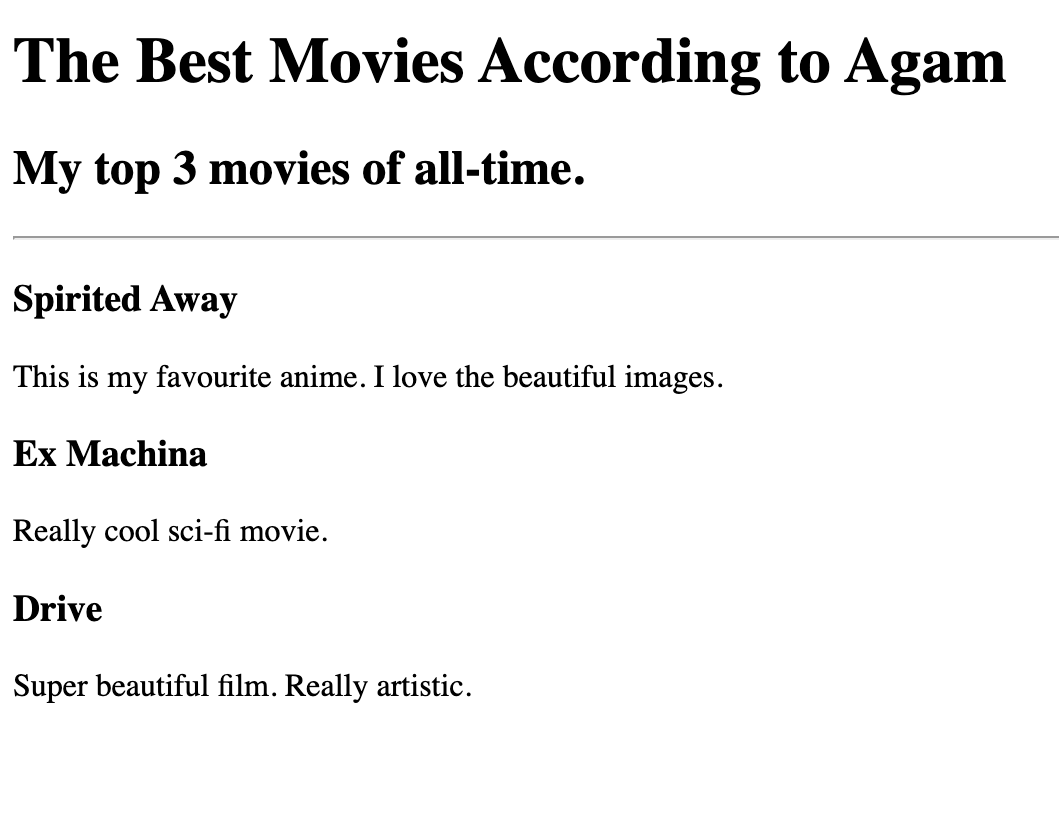 The Best Movies According to Agam
My top 3 movies of all-time.
Spirited Away
This is my favourite anime. I love the beautiful images.
Ex Machina
Really cool sci-fi movie.
Drive
Super beautiful film. Really artistic.